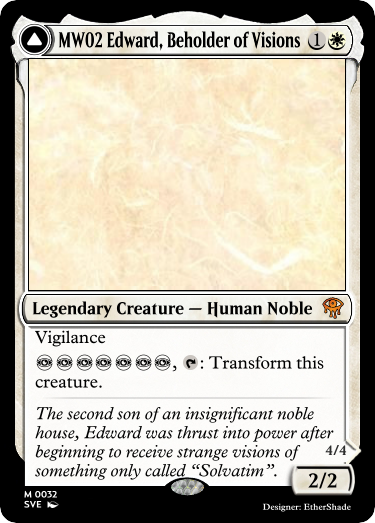 MW02 Edward, Beholder of Visions 1
Legendary Creature — Human Noble
Vigilance
, : Transform this
creature.
The second son of an insignificant noble
house, Edward was thrust into power after
beginning to receive strange visions of
something only called “Solvatim”.
4/4
2/2
M 0032
SVE
Designer: EtherShade